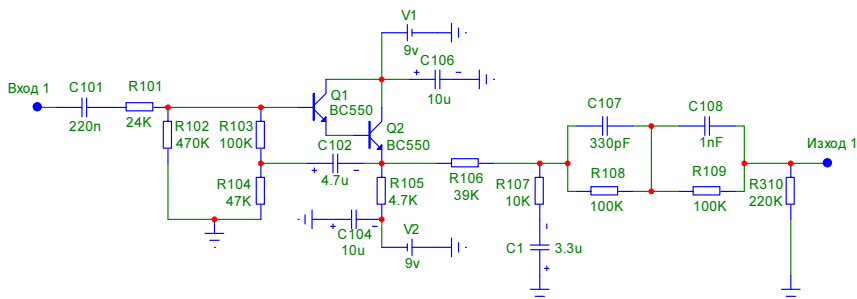 V1
9v
C106
10u
Вход 1
C101
220n
R101
24K
Q1
BC550
Q2
BC550
R102
470K
R103
100K
C102
4.7u
R104
47K
R105
4.7K
C104
10u
V2
9v
R106
39K
R107
10K
C1
3.3u
C107
330pF
C108
1nF
R108
100K
R109
100K
Изход 1
R310
220K